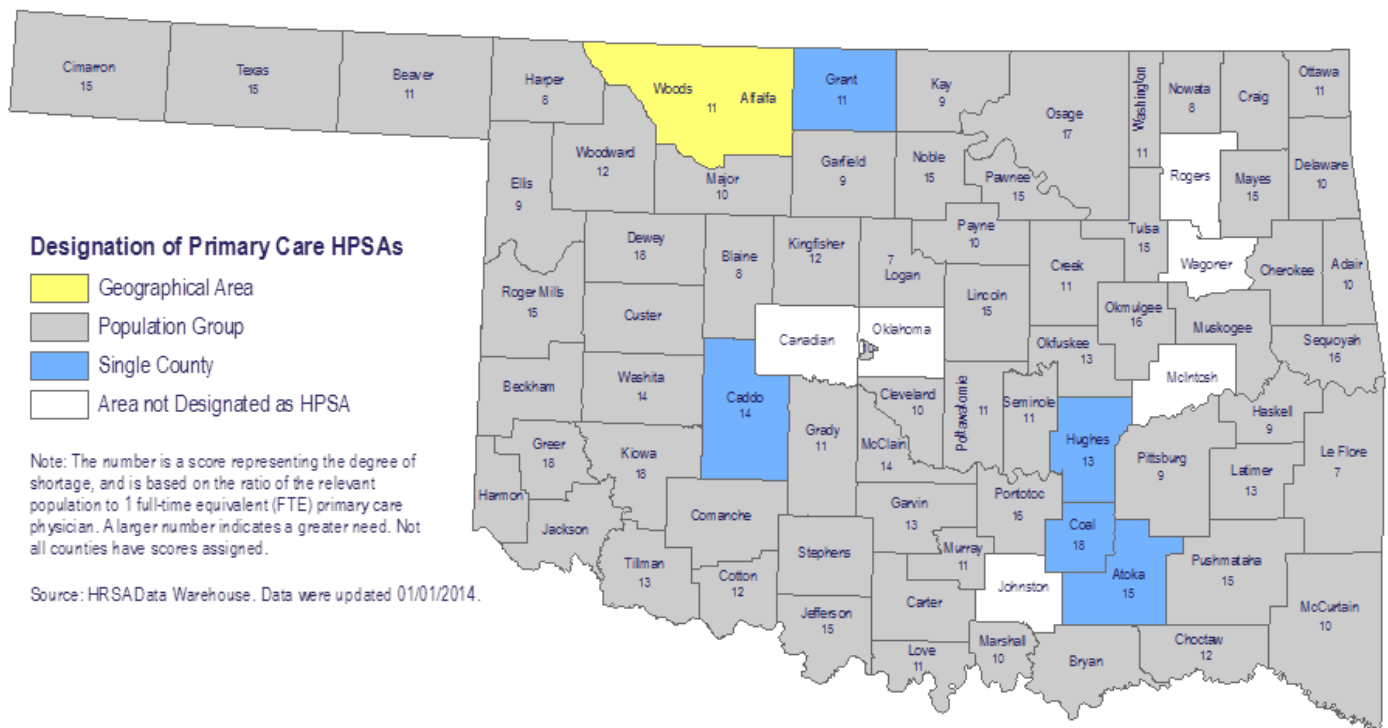 Cimarron
15
Texas
15
Beaver
11
Harper
8
Woods
11
Alfalfa
Grant
11
Kay
9
Osage
17
Washington
11
Nowata
8
Craig
Ottawa
11
Ellis
9
Woodward
12
Major
10
Garfield
9
Noble
15
Pawnee
15
Rogers
Mayes
15
Delaware
10
Designation of Primary Care HPSAs
Geographical Area
Population Group
Single County
Area not Designated as HPSA
Note: The number is a score representing the degree of
shortage, and is based on the ratio of the relevant
population to 1 full-time equivalent (FTE) primary care
physician. A larger number indicates a greater need. Not
all counties have scores assigned.
Source: HRSA Data Warehouse. Data were updated 01/01/2014.
Dewey
18
Blaine
8
Kingfisher
12
7
Logan
Payne
10
Creek
11
Tulsa
15
Wagoner
Cherokee
Adair
10
Roger Mills
15
Custer
Canadian
Oklahoma
Lincoln
15
Okmulgee
16
Muskogee
Okfuskee
13
Sequoyah
16
McIntosh
Beckham
Washita
14
Caddo
14
Grady
11
Cleveland
10
McClain
14
Pottawatomie
11
Seminole
11
Hughes
13
Pittsburg
9
Haskell
9
Latimer
13
Le Flore
7
Greer
18
Kiowa
18
Harmon
Jackson
Comanche
Garvin
13
Pontotoc
16
Coal
18
Tillman
13
Cotton
12
Stephens
Murray
11
Johnston
Atoka
15
Pushmataha
15
McCurtain
10
Jefferson
15
Carter
Love
11
Marshall
10
Bryan
Choctaw
12